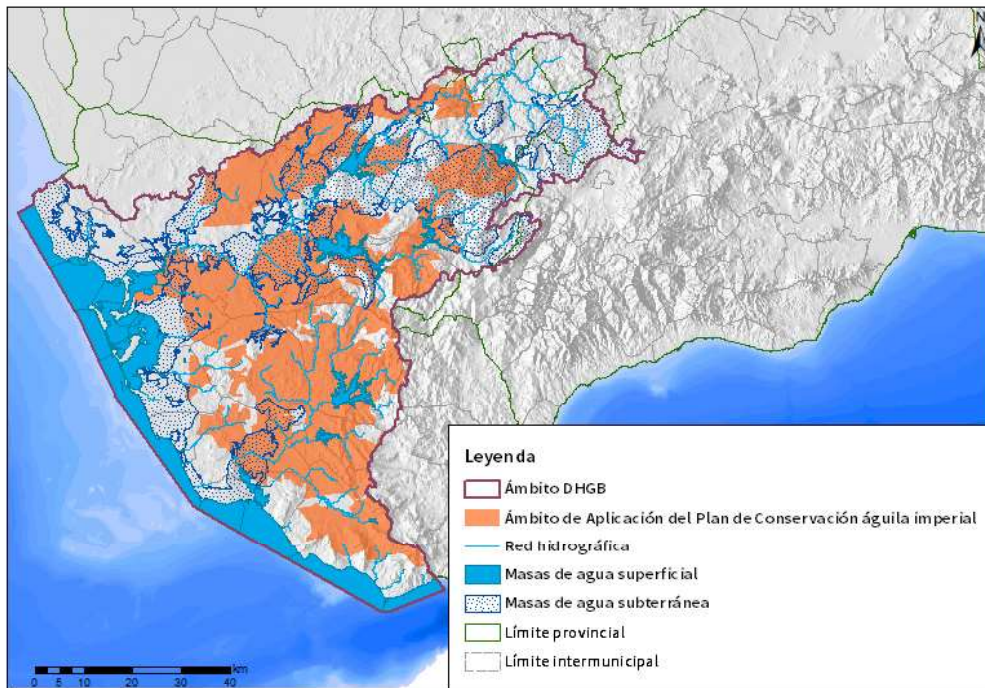 N
Leyenda
Ámbito DHGB
Ámbito de Aplicación del Plan de Conservación águila imperial
Red hidrográfica
Masas de agua superficial
Masas de agua subterránea
Límite provincial
Límite intermunicipal
km
0 5 10 20 30 40